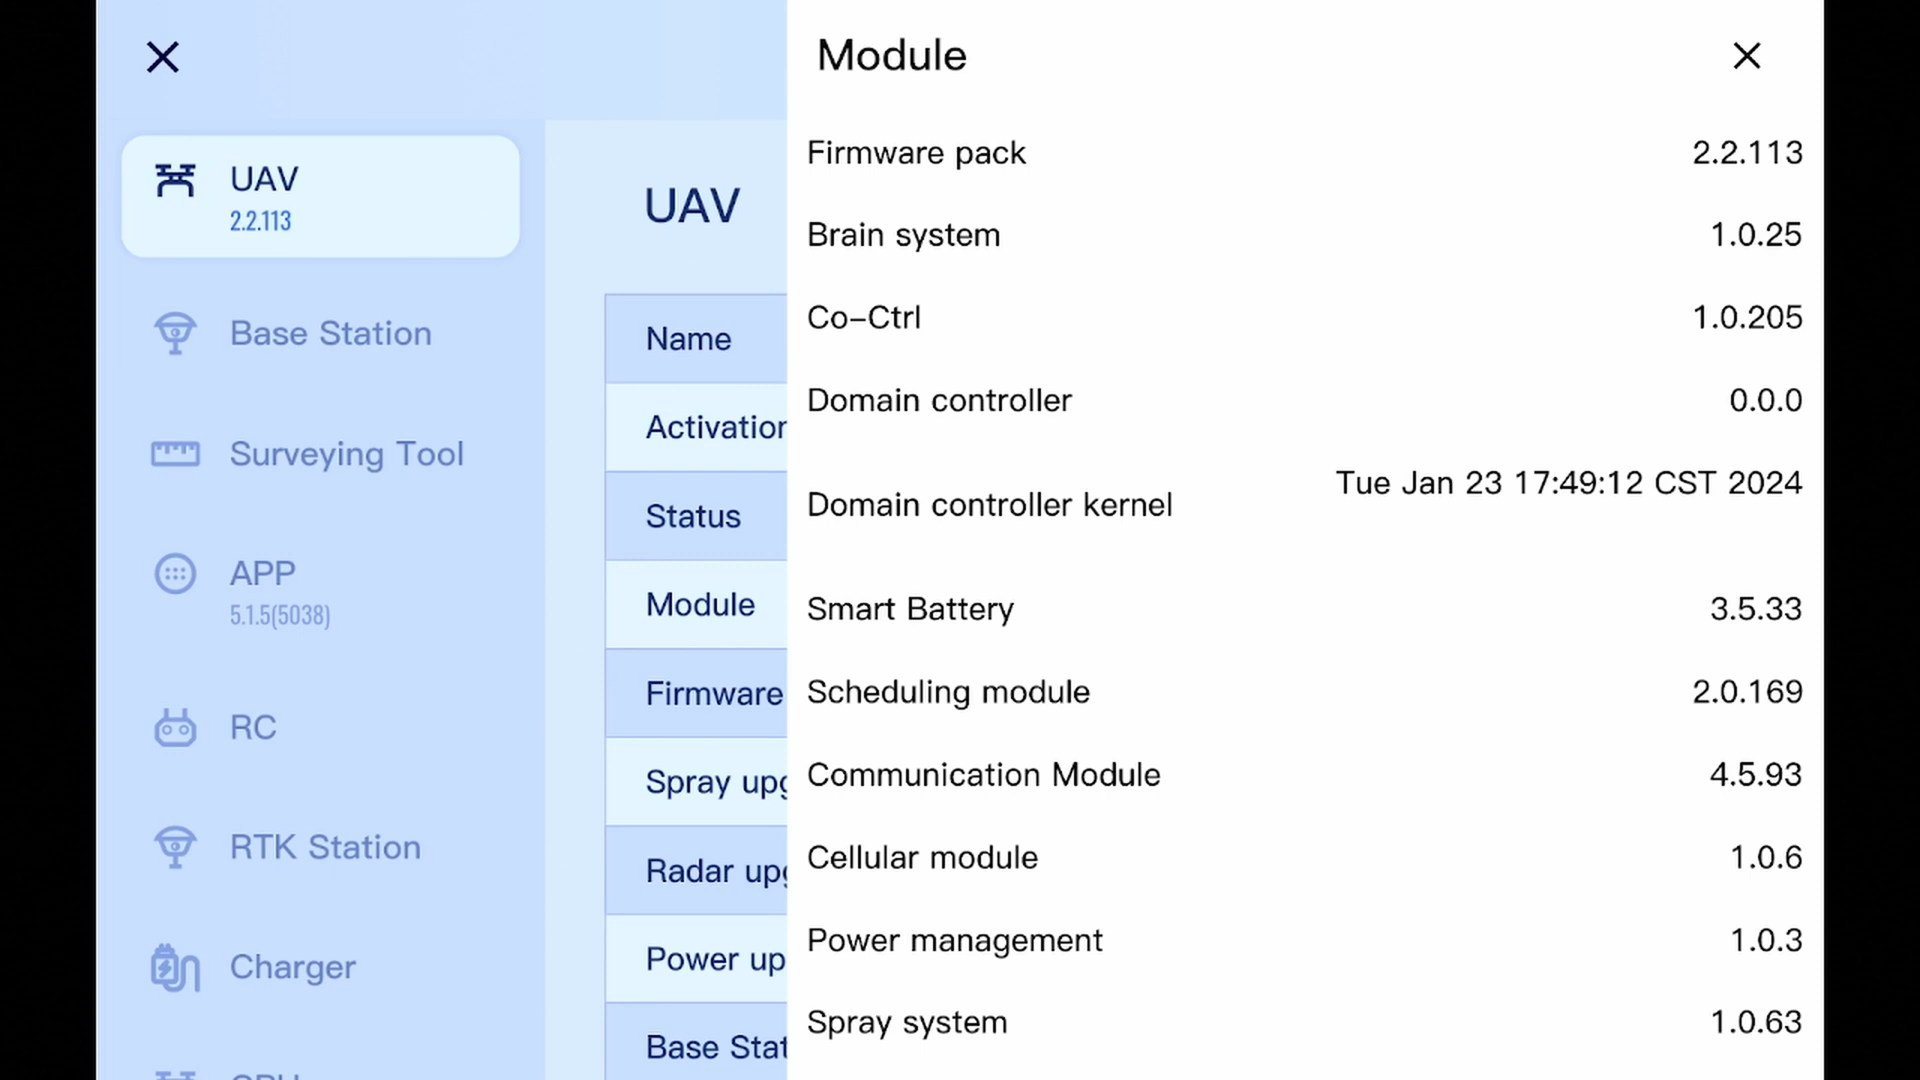 UAV
2.2.113
Base Station
Surveying Tool
APP
5.1.5(5038)
RC
RTK Station
Charger
UAV
Name
Activation
Status
Module
Firmware
Spray upg
Radar upg
Power up
Base Stat
Module
Firmware pack 2.2.113
Brain system 1.0.25
Co-Ctrl 1.0.205
Domain controller 0.0.0
Domain controller kernel Tue Jan 23 17:49:12 CST 2024
Smart Battery 3.5.33
Scheduling module 2.0.169
Communication Module 4.5.93
Cellular module 1.0.6
Power management 1.0.3
Spray system 1.0.63